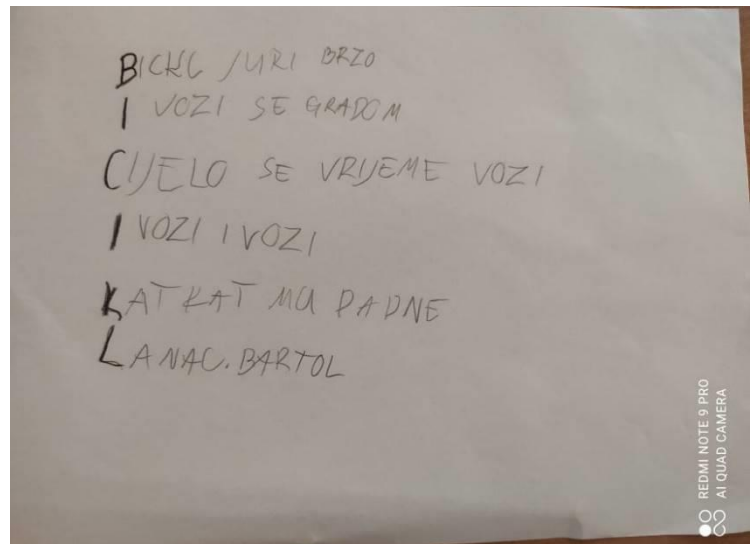 BICIKL JURI BRZO
I VOZI SE GRADOM
CIJELO SE VRIJEME VOZI
I VOZI I VOZI
KATKAT MU PADNE
LANAC. BARTOL
REDMI NOTE 9 PRO
AI QUAD CAMERA